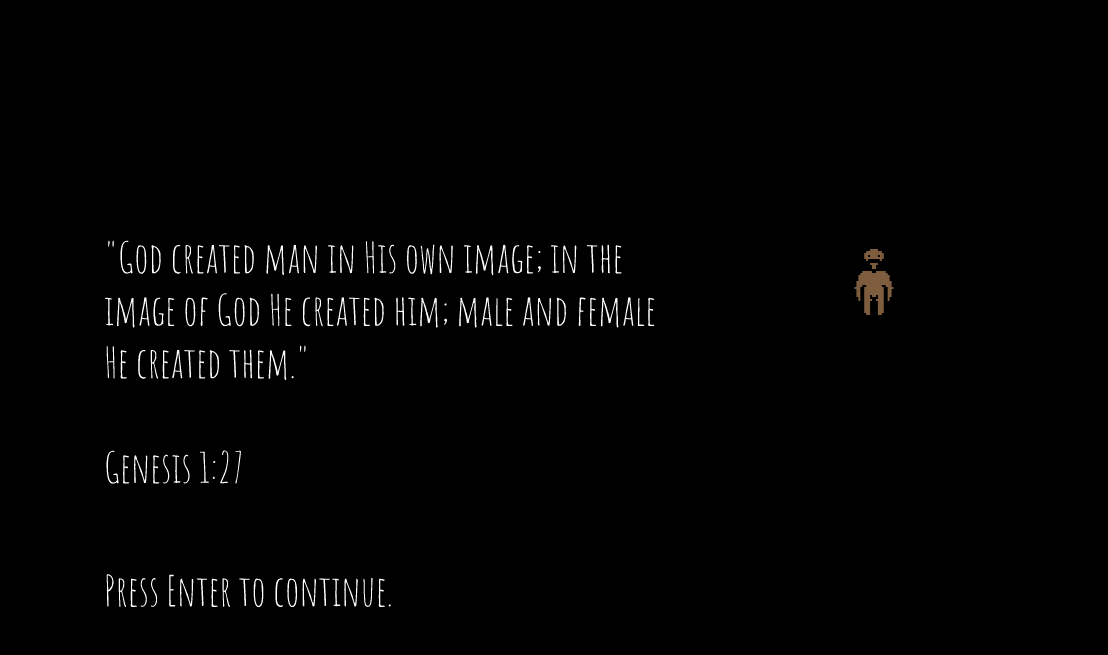 "God created man in His own image; in the
image of God He created him; male and female
He created them."
Genesis 1:27
Press Enter to continue.